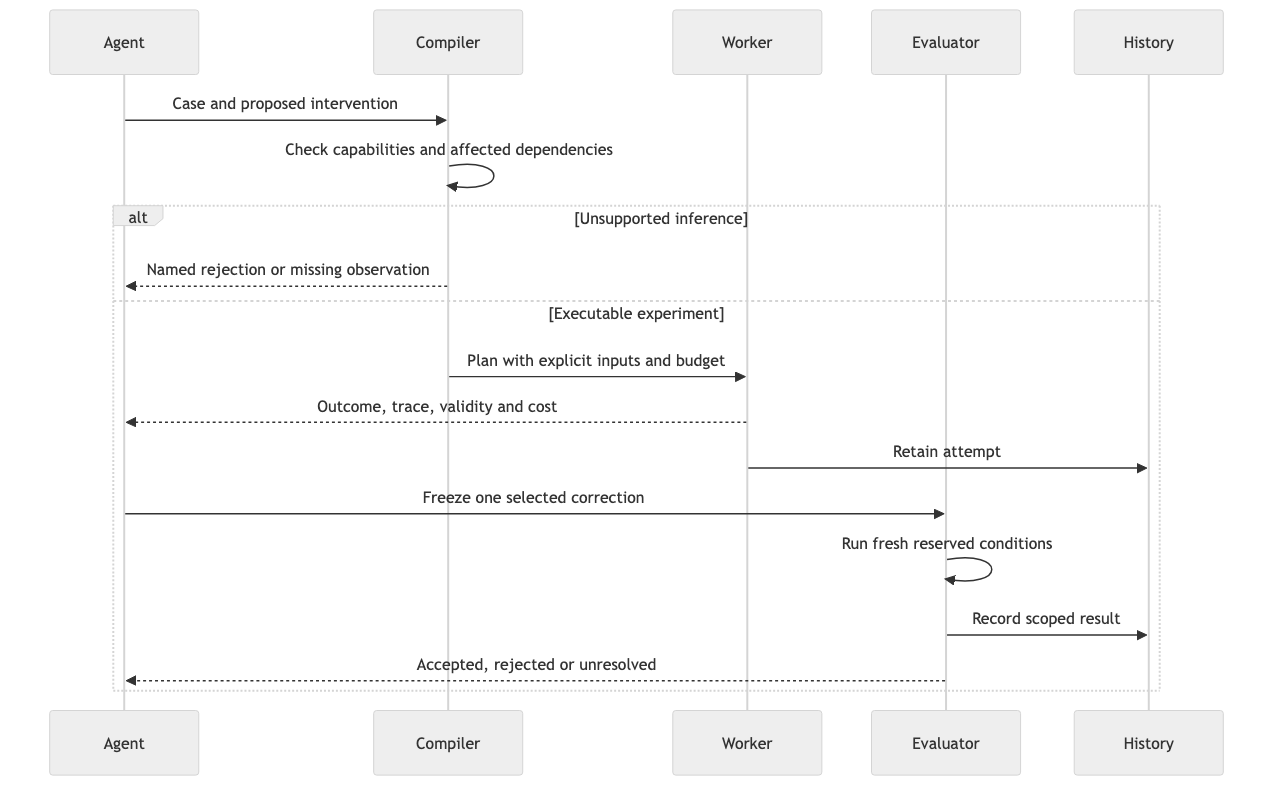 Agent
Compiler
Worker
Evaluator
History
Case and proposed intervention
Check capabilities and affected dependencies
alt
[Unsupported inference]
Named rejection or missing observation
[Executable experiment]
Plan with explicit inputs and budget
Outcome, trace, validity and cost
Retain attempt
Freeze one selected correction
Run fresh reserved conditions
Record scoped result
Accepted, rejected or unresolved
Agent
Compiler
Worker
Evaluator
History